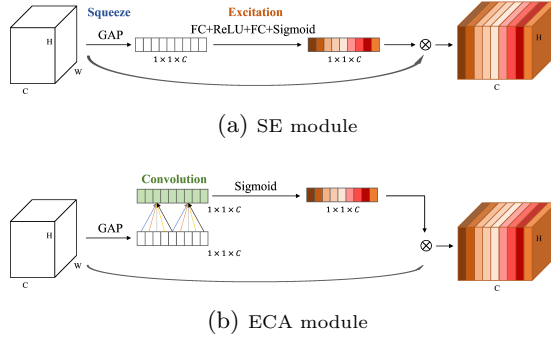 Squeeze
Excitation
GAP
FC+ReLU+FC+Sigmoid
H
W
C
1 × 1 × C
1 × 1 × C
⊗
H
C
(a) SE module
Convolution
Sigmoid
1 × 1 × C
1 × 1 × C
GAP
H
W
C
1 × 1 × C
⊗
H
C
(b) ECA module